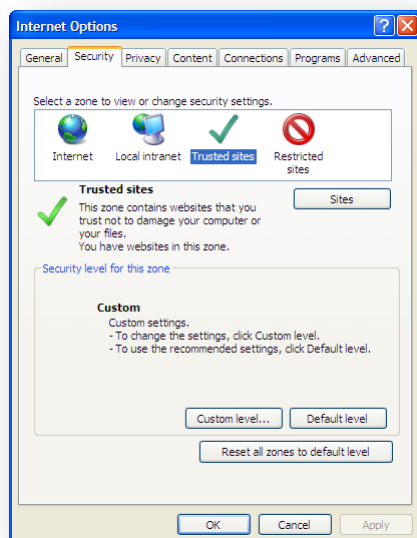 Internet Options
General Security Privacy Content Connections Programs Advanced
Select a zone to view or change security settings.
Internet Local intranet Trusted sites Restricted
sites
Trusted sites
Sites
This zone contains websites that you
trust not to damage your computer or
your files.
You have websites in this zone.
Security level for this zone
Custom
Custom settings.
- To change the settings, click Custom level.
- To use the recommended settings, click Default level.
Custom level... Default level
Reset all zones to default level
OK Cancel Apply